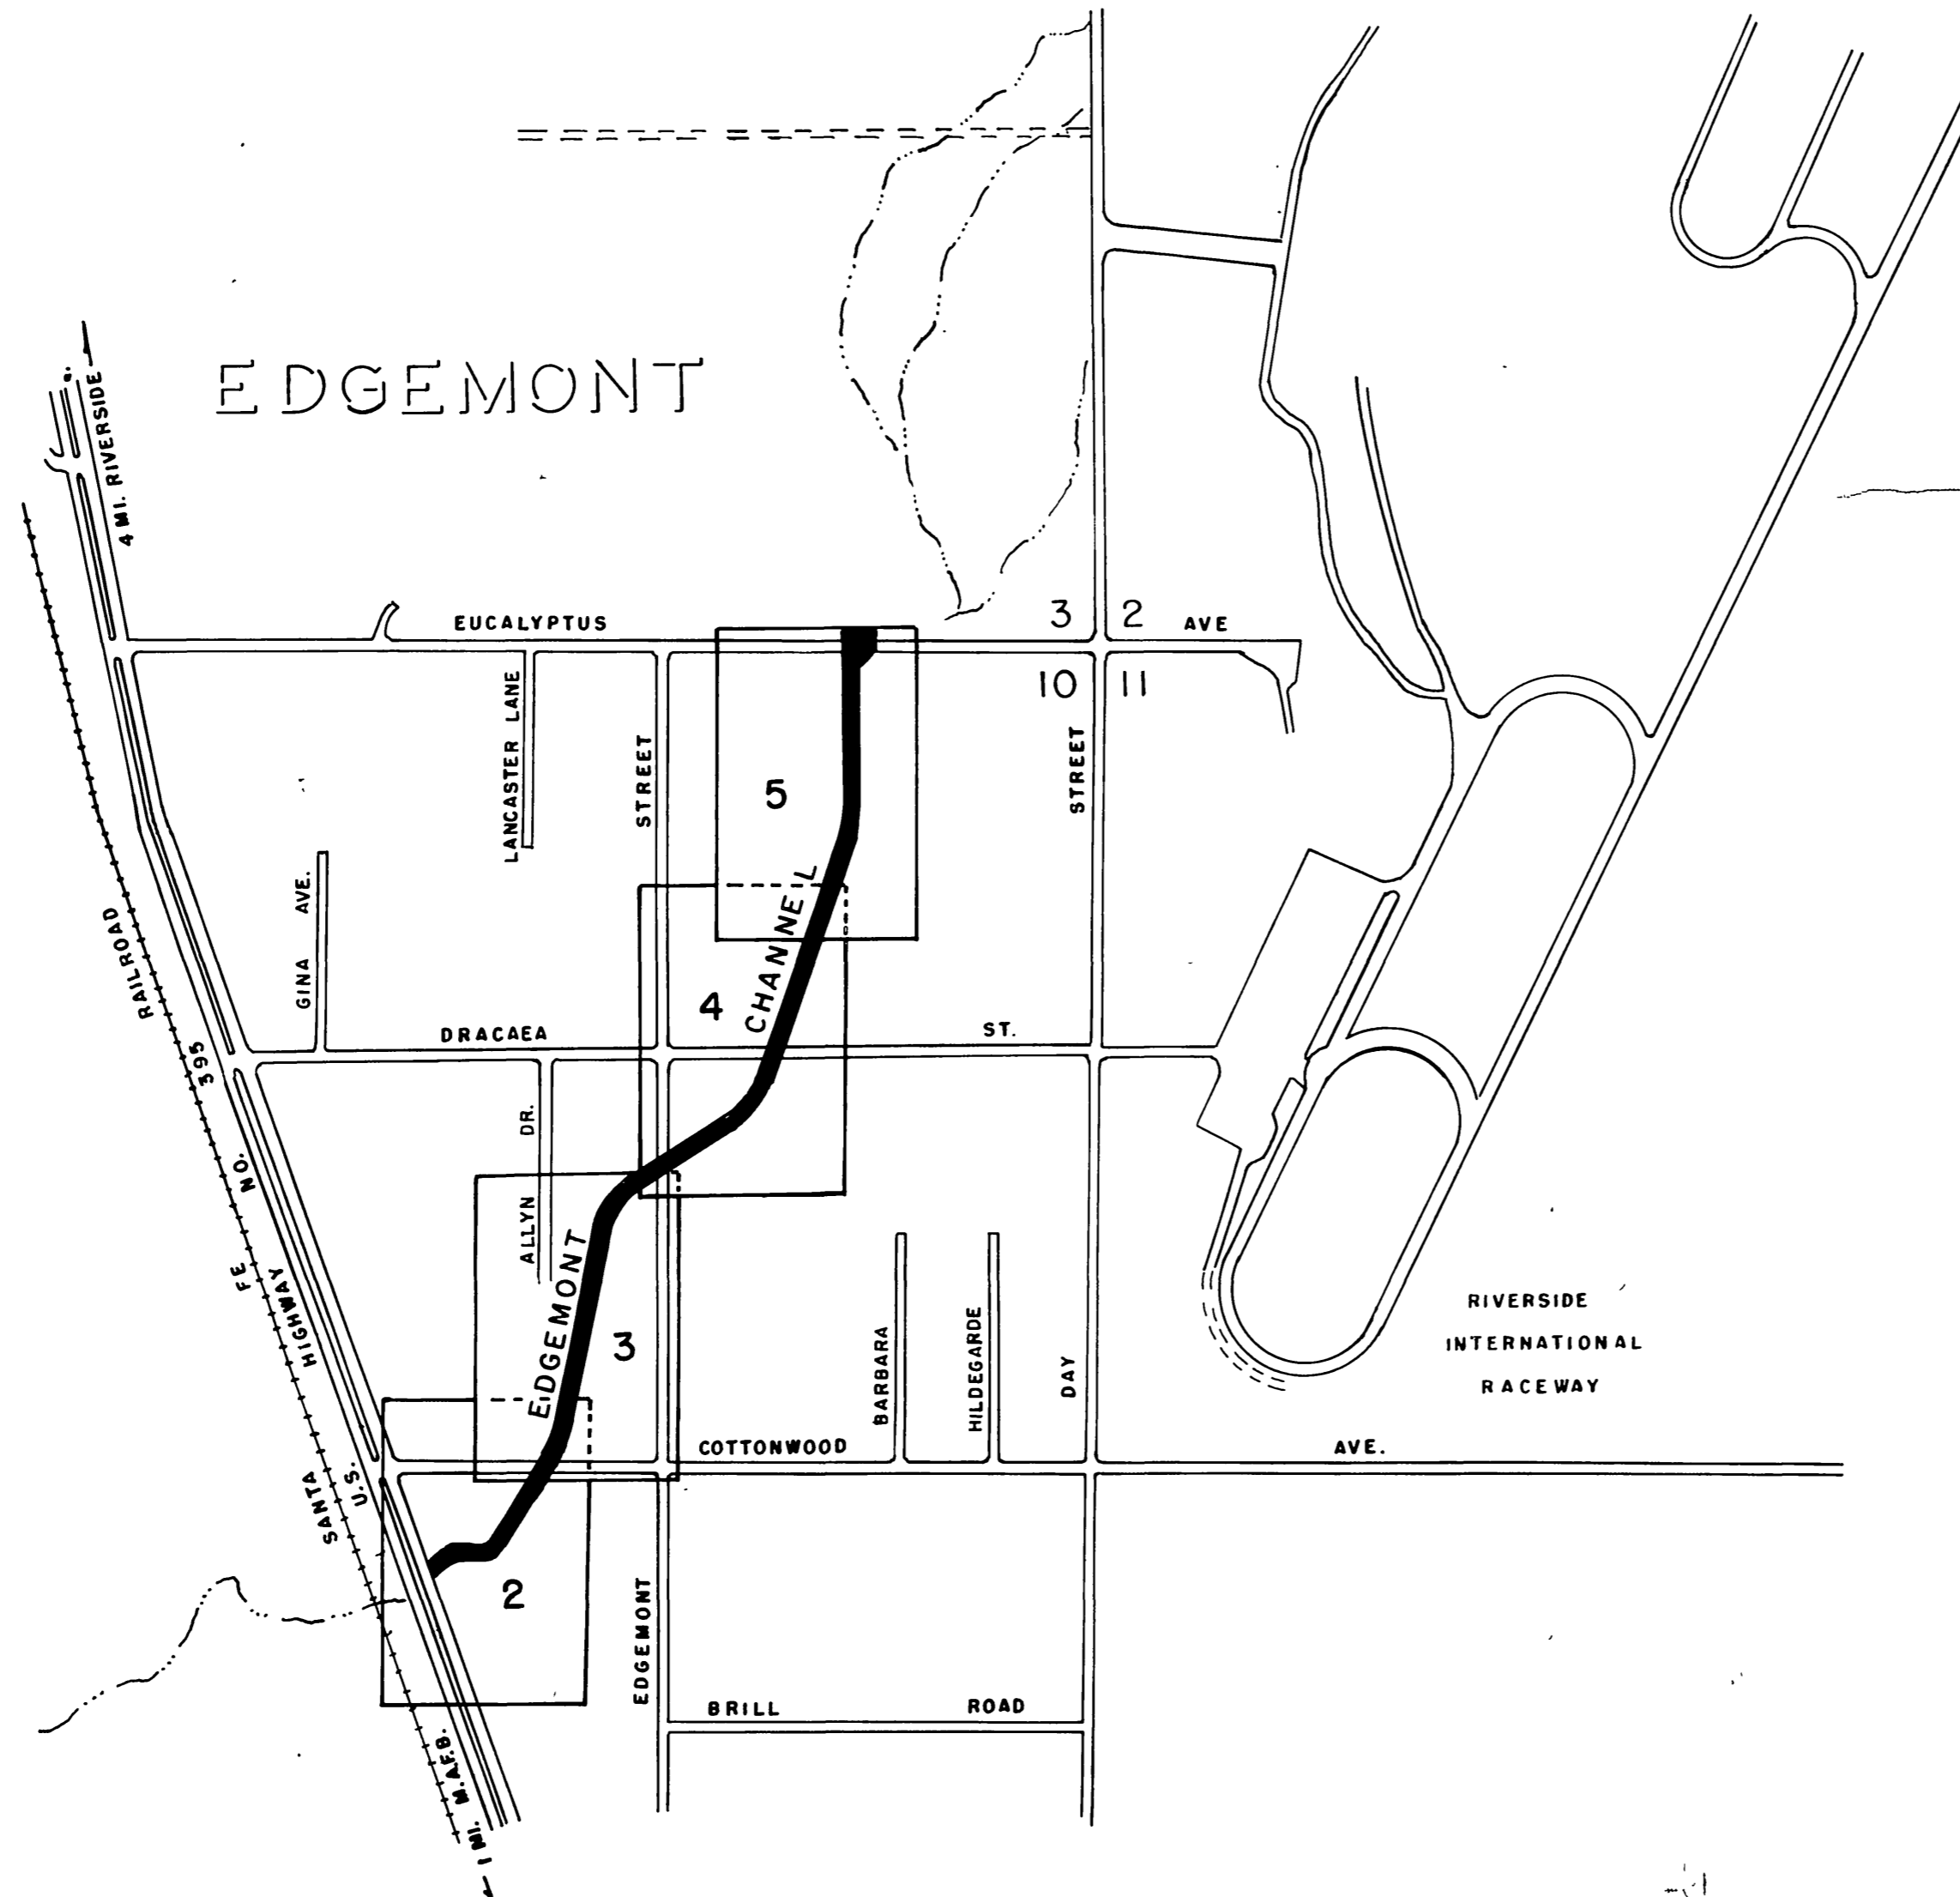 EDGEMONT
4 MI. RIVERSIDE
EUCALYPTUS
3
2
AVE
10
11
LANCASTER LANE
STREET
STREET
5
GINA AVE.
RAILROAD
CHANNEL
4
DRACAEA
ST.
395
NO.
ALLYN DR.
FE
HIGHWAY
EDGEMONT
3
BARBARA
HILDEGARDE
DAY
RIVERSIDE
INTERNATIONAL
RACEWAY
COTTONWOOD
AVE.
SANTA
U.S.
2
EDGEMONT
BRILL
ROAD
1 MI. M.A.F.B.